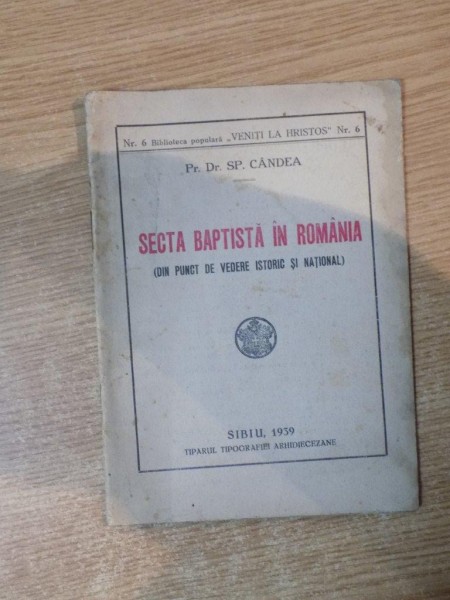 Nr. 6 Biblioteca populară „VENIȚI LA HRISTOS" Nr. 6
Pr. Dr. SP. CÂNDEA
SECTA BAPTISTĂ ÎN ROMÂNIA
(DIN PUNCT DE VEDERE ISTORIC ȘI NAȚIONAL)
SIBIU, 1939
TIPARUL TIPOGRAFIEI ARHIDIECEZANE